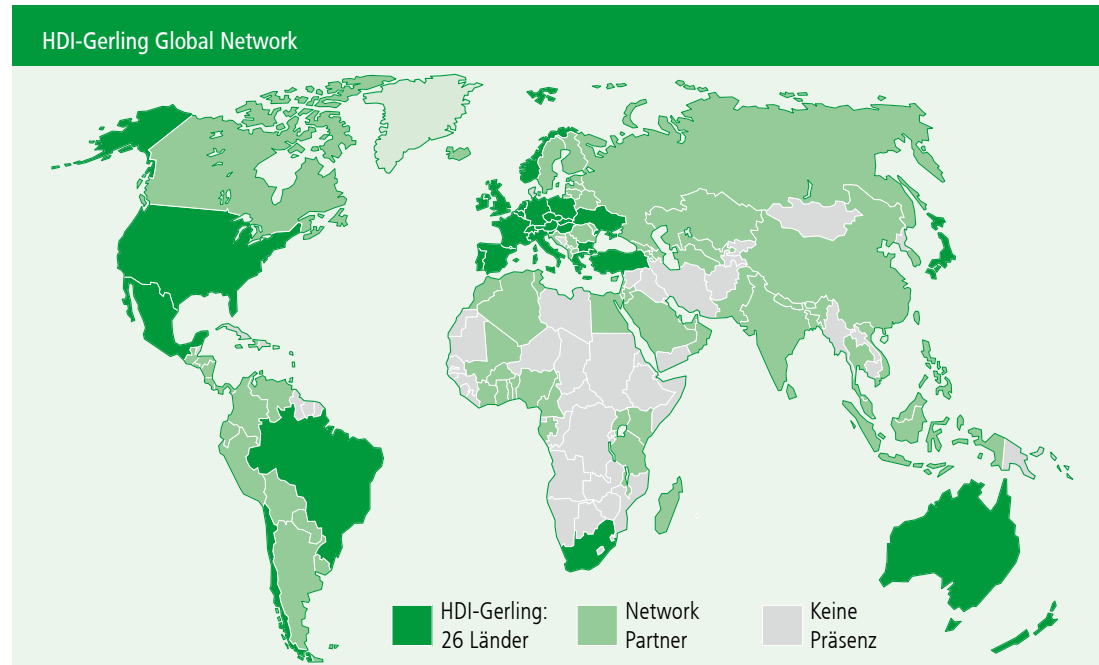 HDI-Gerling Global Network
HDI-Gerling:
26 Länder
Network
Partner
Keine
Präsenz